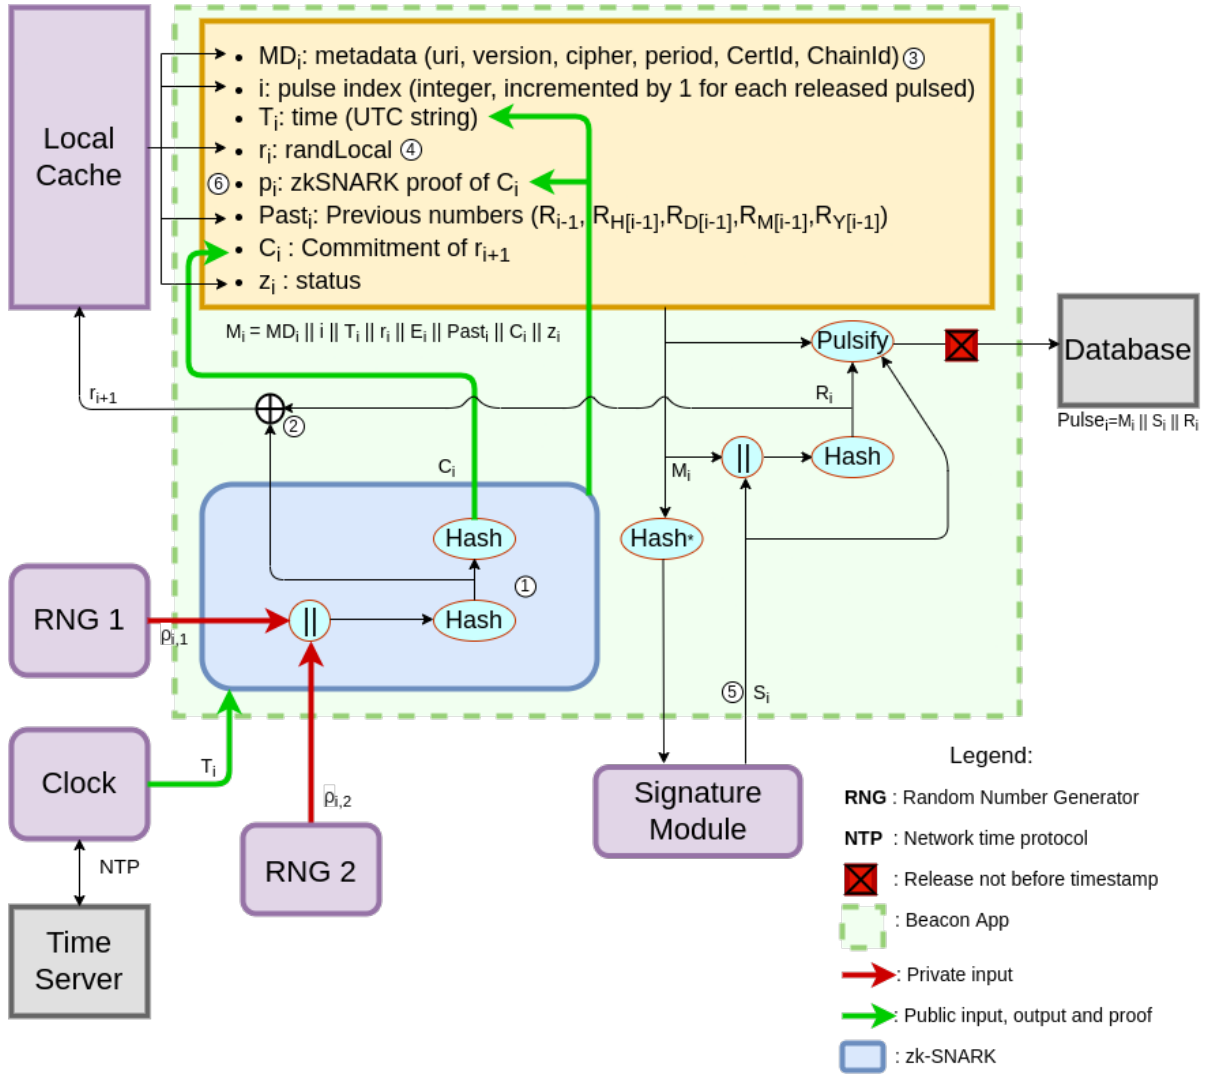 Local
Cache
• MDi: metadata (uri, version, cipher, period, CertId, ChainId) ③
• i: pulse index (integer, incremented by 1 for each released pulsed)
• Ti: time (UTC string)
• ri: randLocal ④
⑥ • pi: zkSNARK proof of Ci
• Pasti: Previous numbers (Ri-1, RH[i-1],RD[i-1],RM[i-1],RY[i-1])
• Ci : Commitment of ri+1
• zi : status
Mi = MDi || i || Ti || ri || Ei || Pasti || Ci || zi
Pulsify
Database
Pulsei=Mi || Si || Ri
ri+1
②
Ri
Ci
Mi
||
Hash
Hash
Hash*
①
RNG 1
ρi,1
||
Hash
⑤ Si
Clock
Ti
ρi,2
Signature
Module
RNG 2
NTP
Time
Server
Legend:
RNG : Random Number Generator
NTP : Network time protocol
: Release not before timestamp
: Beacon App
: Private input
: Public input, output and proof
: zk-SNARK